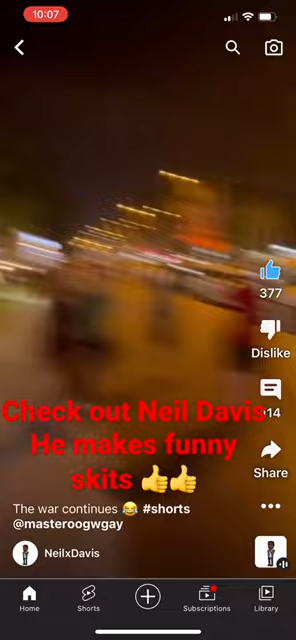 10:07
377
Dislike
14
Check out Neil Davis
He makes funny
skits 👍👍
Share
The war continues 😂 #shorts
@masteroogwgay
NeilxDavis
Home
Shorts
Subscriptions
Library